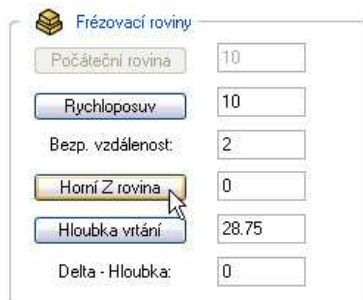 Frézovací roviny
Počáteční rovina 10
Rychloposuv 10
Bezp. vzdálenost: 2
Horní Z rovina 0
Hloubka vrtání 28.75
Delta - Hloubka: 0